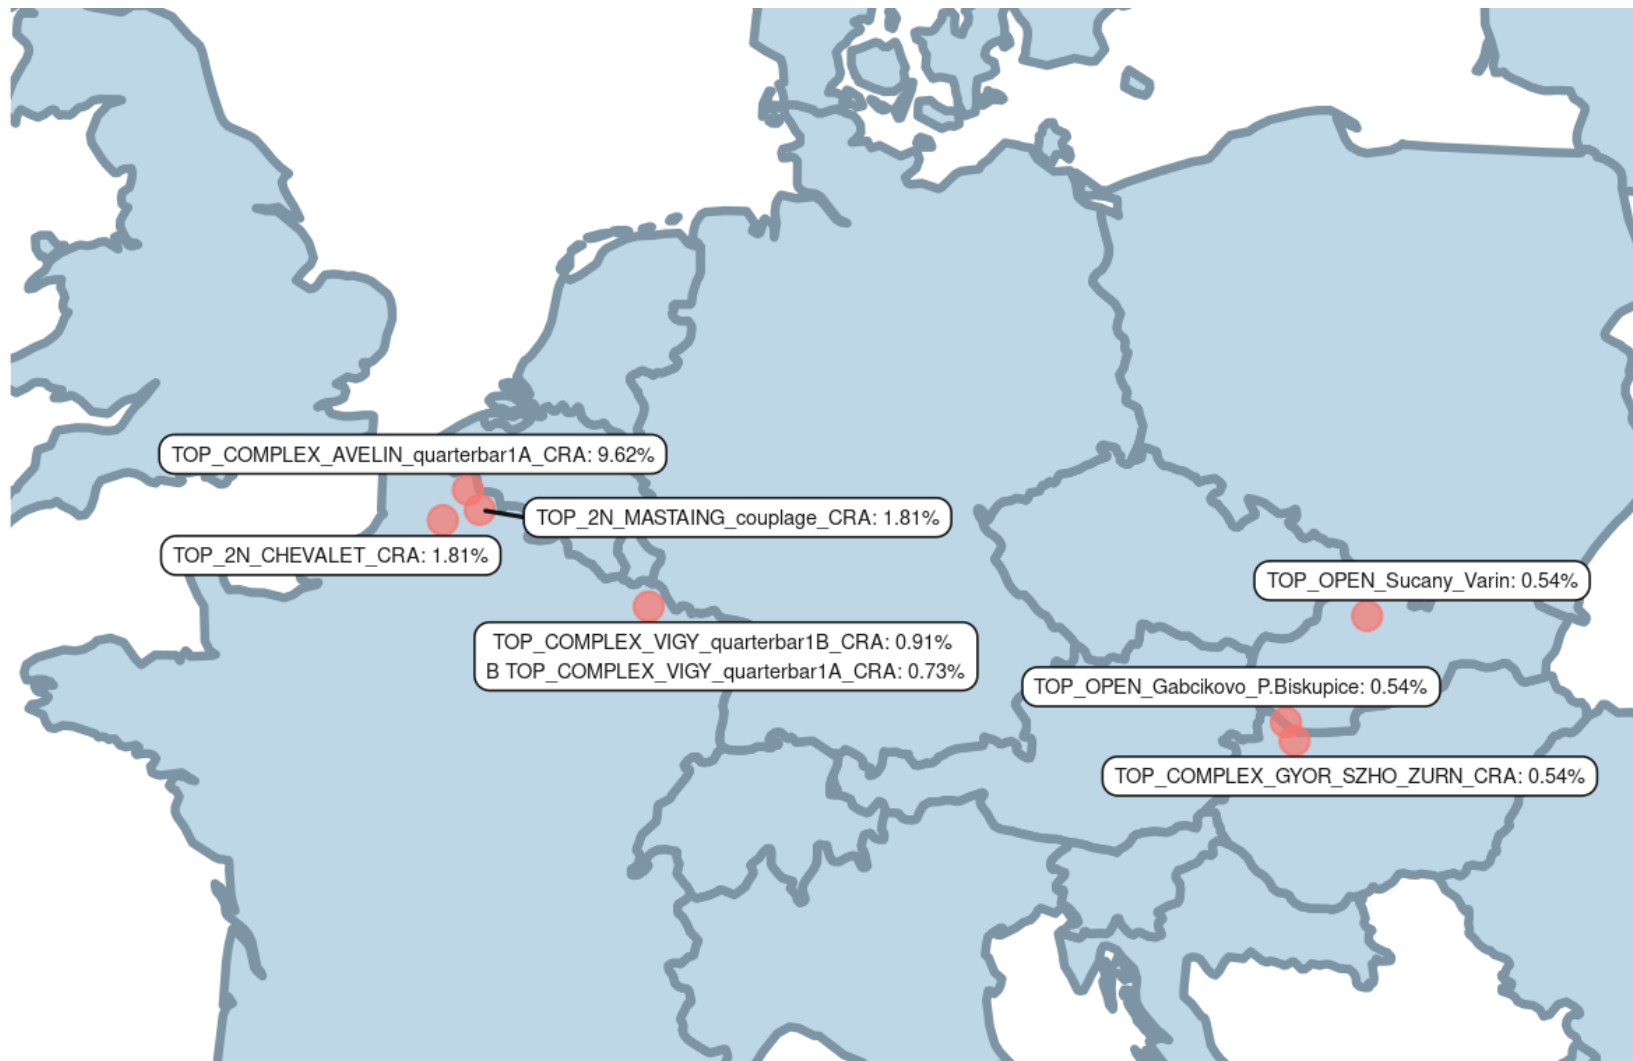 TOP_COMPLEX_AVELIN_quarterbar1A_CRA: 9.62%
TOP_2N_MASTAING_couplage_CRA: 1.81%
TOP_2N_CHEVALET_CRA: 1.81%
TOP_OPEN_Sucany_Varin: 0.54%
TOP_COMPLEX_VIGY_quarterbar1B_CRA: 0.91%
B TOP_COMPLEX_VIGY_quarterbar1A_CRA: 0.73%
TOP_OPEN_Gabcikovo_P.Biskupice: 0.54%
TOP_COMPLEX_GYOR_SZHO_ZURN_CRA: 0.54%